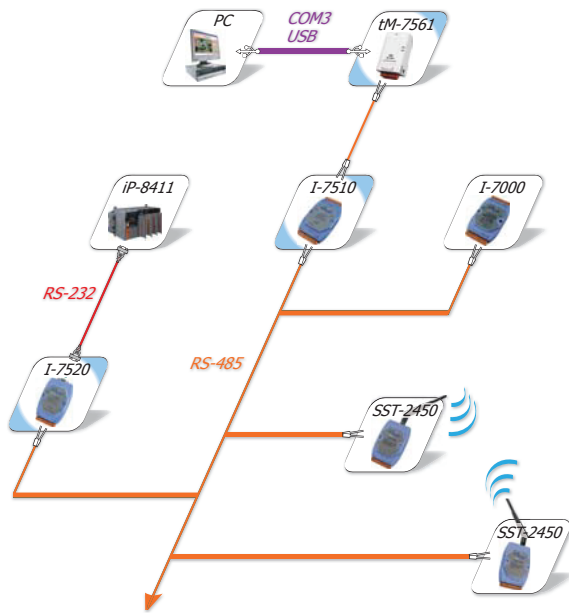 PC
COM3
USB
tM-7561
iP-8411
I-7510
I-7000
RS-232
RS-485
I-7520
SST-2450
SST-2450